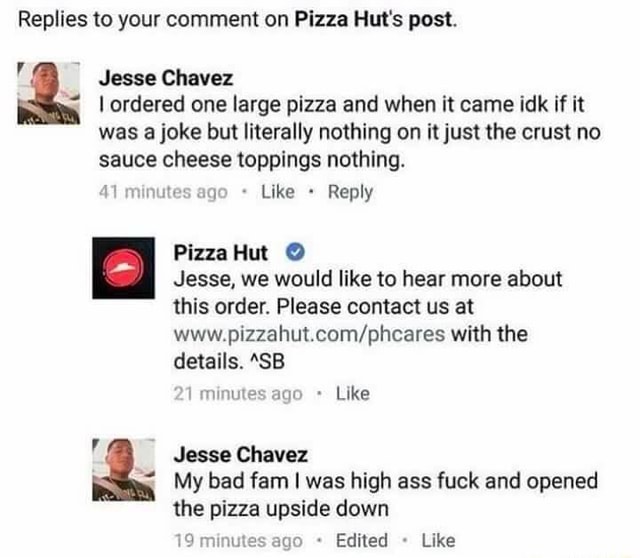 Replies to your comment on Pizza Hut's post.
Jesse Chavez
I ordered one large pizza and when it came idk if it
was a joke but literally nothing on it just the crust no
sauce cheese toppings nothing.
41 minutes ago · Like · Reply
Pizza Hut
Jesse, we would like to hear more about
this order. Please contact us at
www.pizzahut.com/phcares with the
details. ^SB
21 minutes ago · Like
Jesse Chavez
My bad fam I was high ass fuck and opened
the pizza upside down
19 minutes ago · Edited · Like